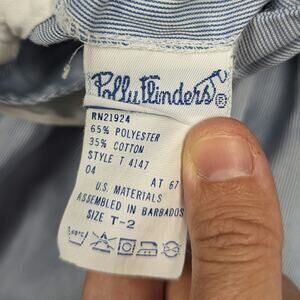 Polly Flinders®
RN21924
65% POLYESTER
35% COTTON
STYLE T 4147
04 AT 67
U.S. MATERIALS
ASSEMBLED IN BARBADOS
SIZE T-2